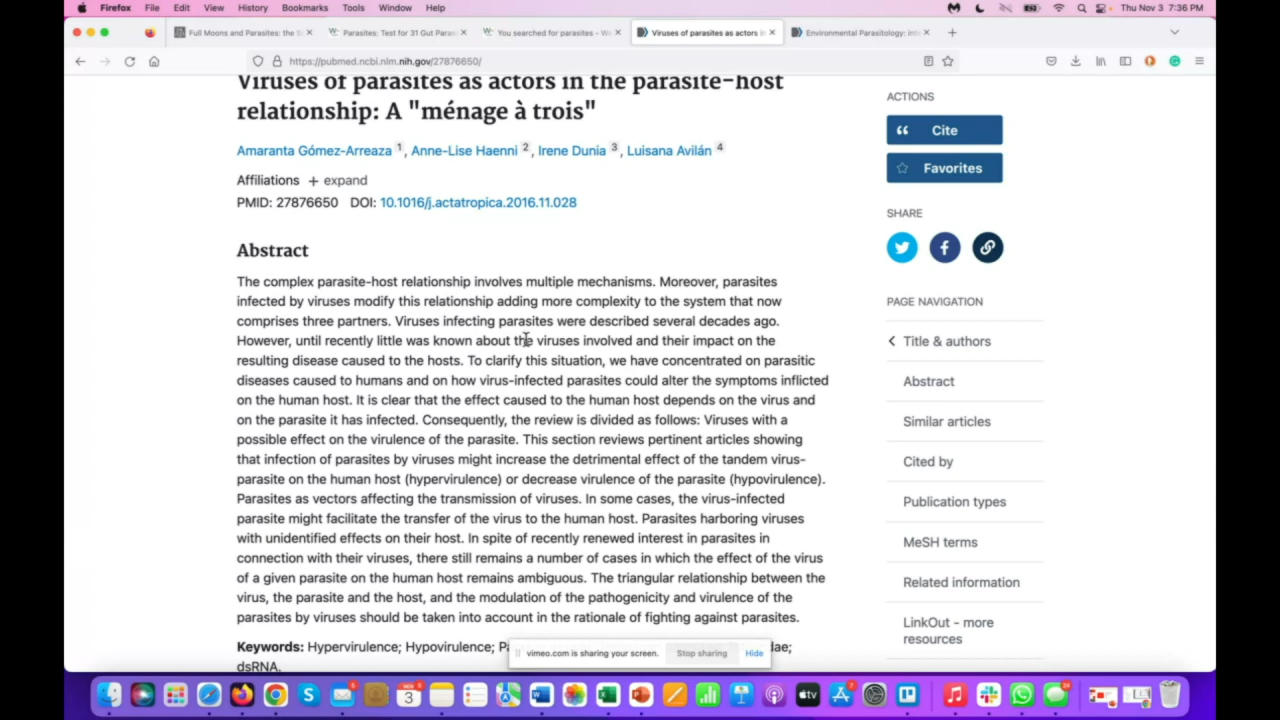 Firefox File Edit View History Bookmarks Tools Window Help Thu Nov 3 7:36 PM
Full Moons and Parasites: the S
Parasites: Test for 31 Gut Paras
You searched for parasites - We
Viruses of parasites as actors in
Environmental Parasitology: inte
https://pubmed.ncbi.nlm.nih.gov/27876650/
Viruses of parasites as actors in the parasite-host
relationship: A "ménage à trois"
Amaranta Gómez-Arreaza 1, Anne-Lise Haenni 2, Irene Dunia 3, Luisana Avilán 4
Affiliations + expand
PMID: 27876650 DOI: 10.1016/j.actatropica.2016.11.028
Abstract
The complex parasite-host relationship involves multiple mechanisms. Moreover, parasites
infected by viruses modify this relationship adding more complexity to the system that now
comprises three partners. Viruses infecting parasites were described several decades ago.
However, until recently little was known about the viruses involved and their impact on the
resulting disease caused to the hosts. To clarify this situation, we have concentrated on parasitic
diseases caused to humans and on how virus-infected parasites could alter the symptoms inflicted
on the human host. It is clear that the effect caused to the human host depends on the virus and
on the parasite it has infected. Consequently, the review is divided as follows: Viruses with a
possible effect on the virulence of the parasite. This section reviews pertinent articles showing
that infection of parasites by viruses might increase the detrimental effect of the tandem virus-
parasite on the human host (hypervirulence) or decrease virulence of the parasite (hypovirulence).
Parasites as vectors affecting the transmission of viruses. In some cases, the virus-infected
parasite might facilitate the transfer of the virus to the human host. Parasites harboring viruses
with unidentified effects on their host. In spite of recently renewed interest in parasites in
connection with their viruses, there still remains a number of cases in which the effect of the virus
of a given parasite on the human host remains ambiguous. The triangular relationship between the
virus, the parasite and the host, and the modulation of the pathogenicity and virulence of the
parasites by viruses should be taken into account in the rationale of fighting against parasites.
Keywords: Hypervirulence; Hypovirulence; Pa
dae;
dsRNA.
vimeo.com is sharing your screen. Stop sharing Hide
ACTIONS
Cite
Favorites
SHARE
PAGE NAVIGATION
Title & authors
Abstract
Similar articles
Cited by
Publication types
MeSH terms
Related information
LinkOut - more
resources